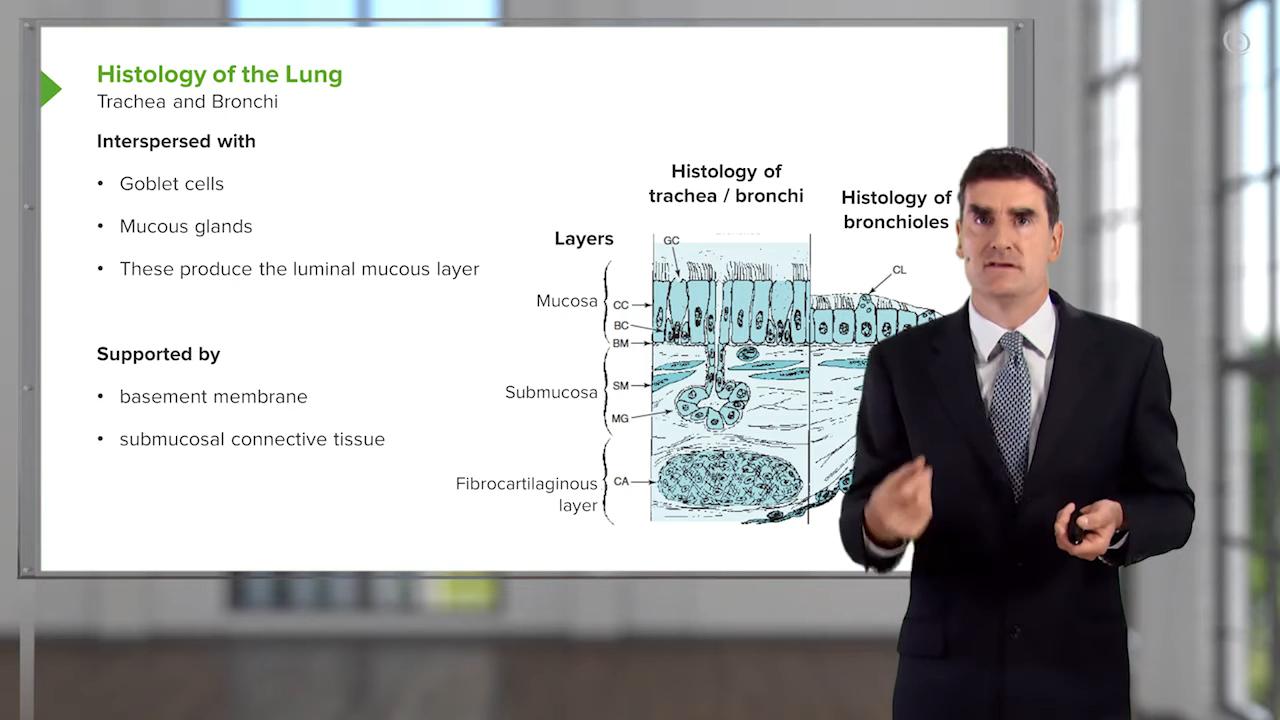 Histology of the Lung
Trachea and Bronchi
Interspersed with
• Goblet cells
• Mucous glands
• These produce the luminal mucous layer
Supported by
• basement membrane
• submucosal connective tissue
Histology of
trachea / bronchi
Histology of
bronchioles
Layers
GC
CL
Mucosa
CC
BC
BM
Submucosa
SM
MG
Fibrocartilaginous
layer
CA